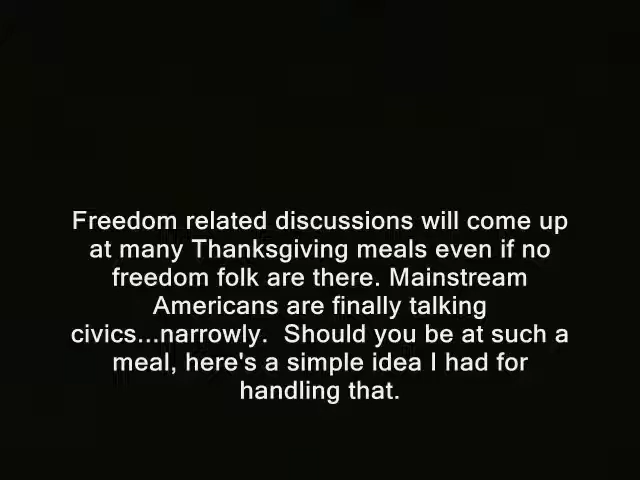 Freedom related discussions will come up
at many Thanksgiving meals even if no
freedom folk are there. Mainstream
Americans are finally talking
civics...narrowly.  Should you be at such a
meal, here's a simple idea I had for
handling that.